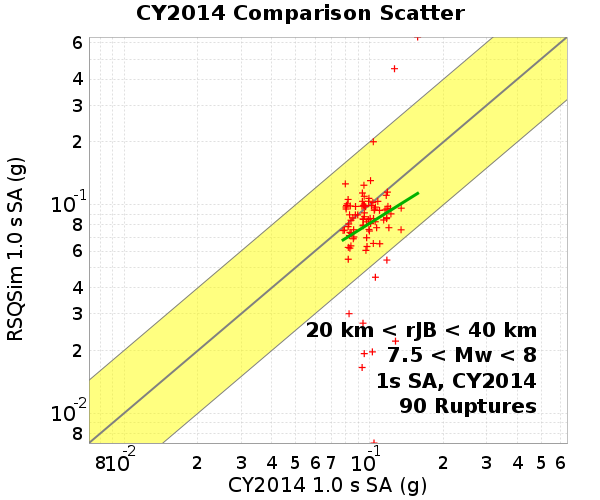 CY2014 Comparison Scatter
6
4
3
2
10-1
8
6
4
3
2
10-2
8
RSQSim 1.0 s SA (g)
20 km < rJB < 40 km
7.5 < Mw < 8
1s SA, CY2014
90 Ruptures
8 10-2 2 3 4 5 6 7 10-1 2 3 4 5 6
CY2014 1.0 s SA (g)